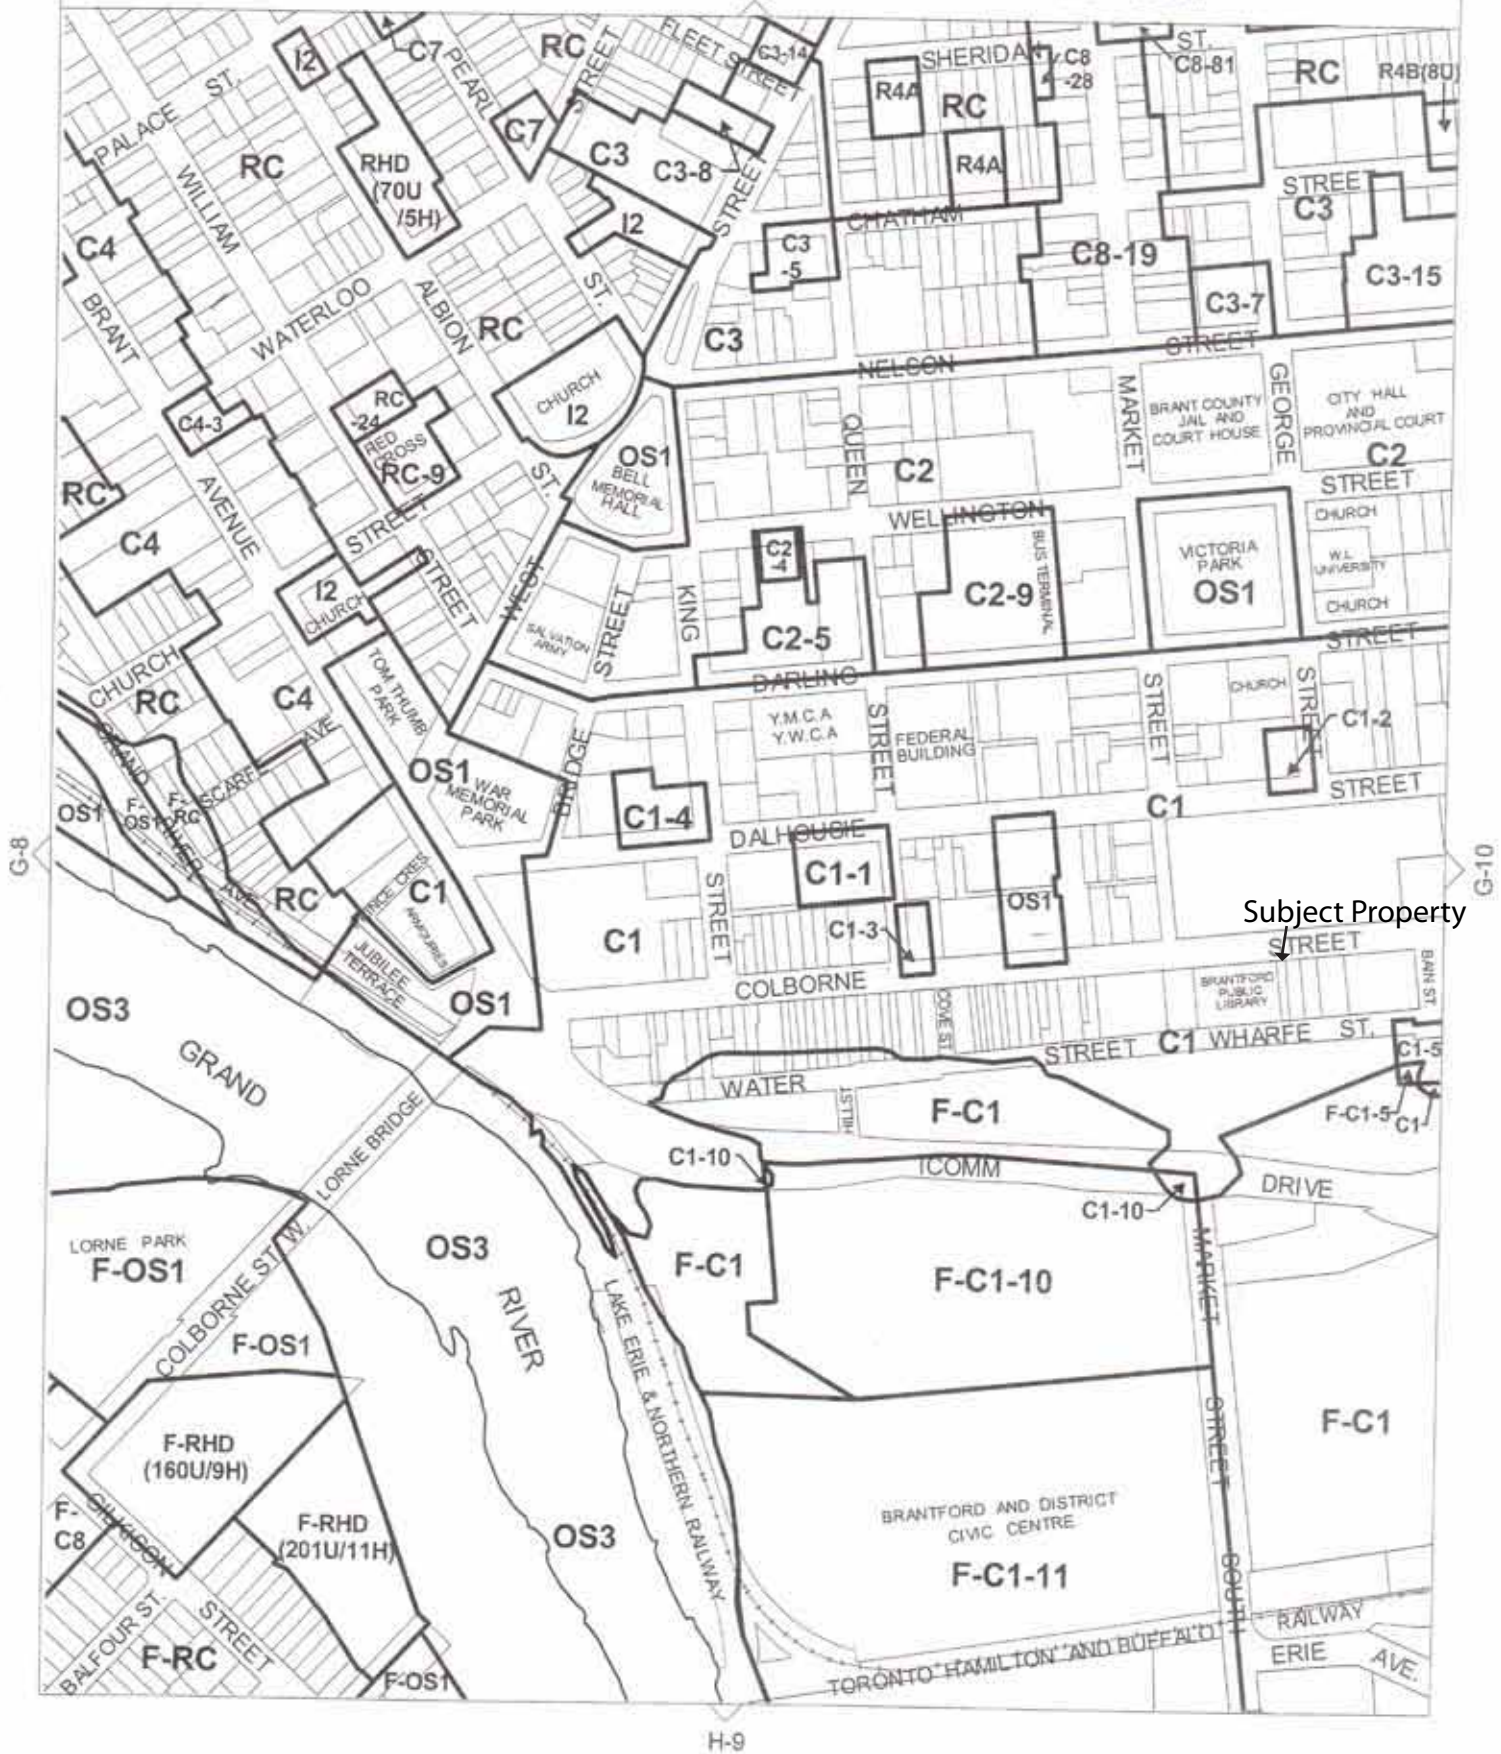 PALACE ST.
I2
C7
PEARL
RC
STREET
FLEET STREET
C3-14
SHERIDAN
ST.
C8
-28
C8-81
RC
R4B(8U)
R4A
RC
R4A
WILLIAM
RC
RHD
(70U
/5H)
C7
C3
C3-8
STREET
I2
CHATHAM
STREET
C3
C4
C3
-5
C8-19
C3-15
C3-7
BRANT
WATERLOO
ALBION
RC
ST.
C3
NELSON
STREET
C4-3
RC
-24
RED
CROSS
RC-9
CHURCH
I2
OS1
BELL
MEMORIAL
HALL
QUEEN
C2
MARKET
BRANT COUNTY
JAIL AND
COURT HOUSE
GEORGE
CITY HALL
AND
PROVINCIAL COURT
C2
STREET
RC
AVENUE
C4
STREET
ST.
WELLINGTON
I2
CHURCH
STREET
WEST
SALVATION
ARMY
STREET
KING
C2
-4
C2-5
C2-9
BUS TERMINAL
VICTORIA
PARK
OS1
CHURCH
W.L.
UNIVERSITY
CHURCH
STREET
CHURCH
RC
C4
TOM THUMB
PARK
DARLING
GRAND
SCARFE
AVE
OS1
WAR
MEMORIAL
PARK
BRIDGE
Y.M.C.A
Y.W.C.A
STREET
FEDERAL
BUILDING
STREET
CHURCH
STREET
C1-2
OS1
F-
OS1
F-
RC
RIVER
AVE
C1-4
DALHOUSIE
C1
STREET
G-8
RC
C1
ARMOURIES
STREET
C1-1
C1-3
OS1
G-10
Subject Property
C1
STREET
JUBILEE
TERRACE
OS1
COLBORNE
BRANTFORD
PUBLIC
LIBRARY
BAIN ST.
OS3
GRAND
STREET
C1
WHARFE
ST.
C1-5
WATER
F-C1
F-C1-5
C1
LORNE BRIDGE
C1-10
ICOMM
DRIVE
C1-10
LORNE PARK
F-OS1
COLBORNE ST. W.
OS3
RIVER
F-C1
F-C1-10
MARKET
F-OS1
LAKE ERIE & NORTHERN RAILWAY
STREET
F-C1
F-RHD
(160U/9H)
F-
C8
GILKISON
F-RHD
(201U/11H)
OS3
BRANTFORD AND DISTRICT
CIVIC CENTRE
F-C1-11
SOUTH
BALFOUR ST.
STREET
F-RC
F-OS1
TORONTO HAMILTON AND BUFFALO
RAILWAY
ERIE
AVE.
H-9